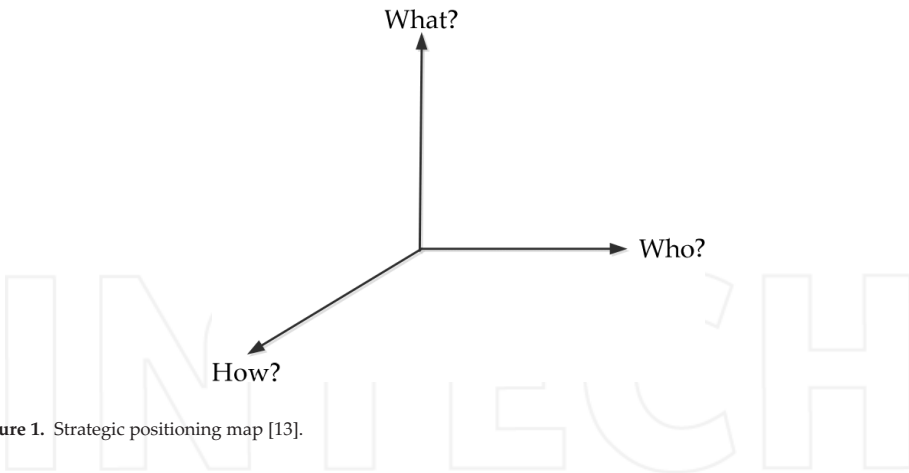 What?
Who?
How?
ure 1. Strategic positioning map [13].
INTECH